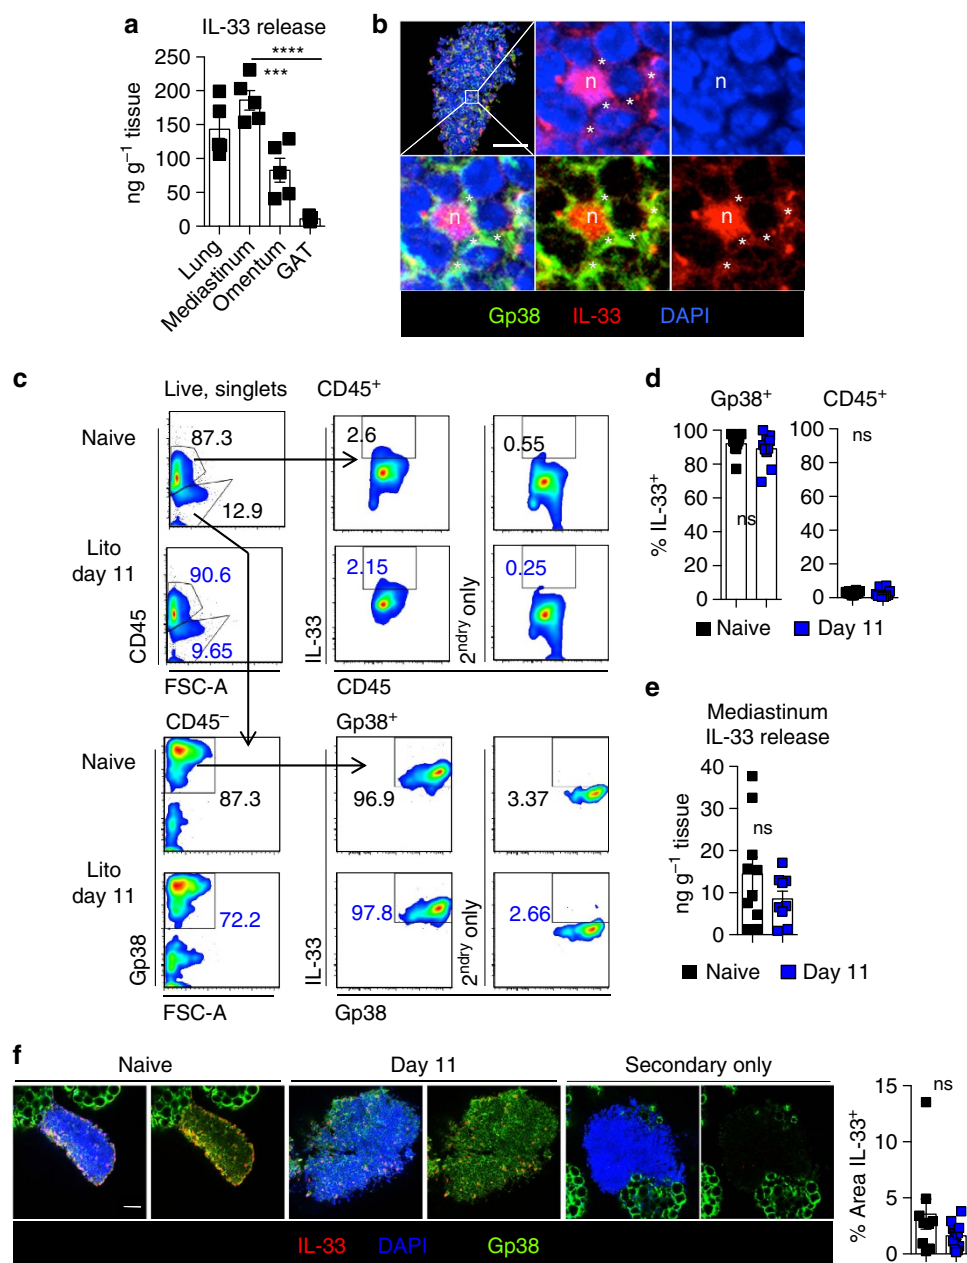 a
IL-33 release
****
***
ng g⁻¹ tissue
250
200
150
100
50
0
Lung
Mediastinum
Omentum
GAT
b
n
*
*
*
*
*
n
n
*
*
*
*
n
*
*
*
*
n
*
*
*
*
*
Gp38 IL-33 DAPI
c
Live, singlets
CD45⁺
Naive
87.3
12.9
2.6
0.55
Lito
day 11
90.6
9.65
2.15
0.25
CD45
IL-33
2ⁿᵈʳʸ only
FSC-A
CD45
CD45⁻
Gp38⁺
Naive
87.3
96.9
3.37
Lito
day 11
72.2
97.8
2.66
Gp38
IL-33
2ⁿᵈʳʸ only
FSC-A
Gp38
d
Gp38⁺
CD45⁺
% IL-33⁺
100
80
60
40
20
0
ns
100
80
60
40
20
0
ns
Naive Day 11
e
Mediastinum
IL-33 release
ng g⁻¹ tissue
40
30
20
10
0
ns
Naive Day 11
f
Naive
Day 11
Secondary only
IL-33 DAPI Gp38
% Area IL-33⁺
15
10
5
0
ns